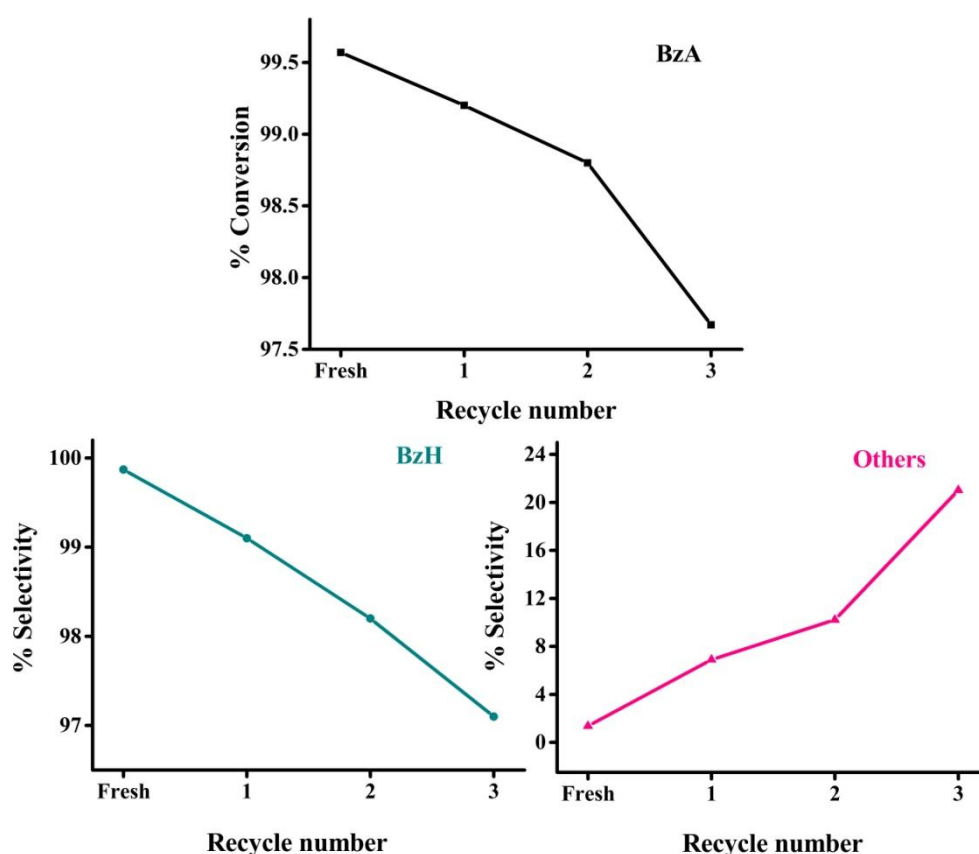 BzA
% Conversion
99.5
99.0
98.5
98.0
97.5
Fresh 1 2 3
Recycle number
BzH
% Selectivity
100
99
98
97
Fresh 1 2 3
Recycle number
Others
% Selectivity
24
20
16
12
8
4
0
Fresh 1 2 3
Recycle number